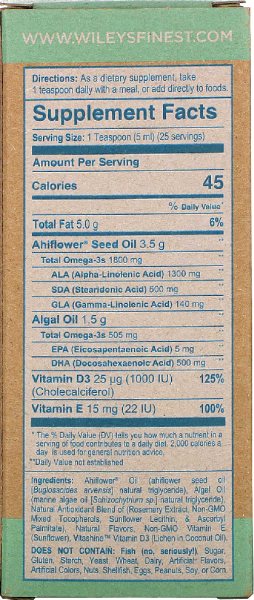 WWW.WILEYSFINEST.COM
Directions: As a dietary supplement, take
1 teaspoon daily with a meal, or add directly to foods.
Supplement Facts
Serving Size: 1 Teaspoon (5 ml) (25 servings)
Amount Per Serving
Calories 45
% Daily Value*
Total Fat 5.0 g 6%
Ahiflower® Seed Oil 3.5 g **
Total Omega-3s 1800 mg **
ALA (Alpha-Linolenic Acid) 1300 mg **
SDA (Stearidonic Acid) 500 mg **
GLA (Gamma-Linolenic Acid) 140 mg **
Algal Oil 1.5 g **
Total Omega-3s 505 mg **
EPA (Eicosapentaenoic Acid) 5 mg **
DHA (Docosahexaenoic Acid) 500 mg **
Vitamin D3 25 µg (1000 IU) 125%
(Cholecalciferol)
Vitamin E 15 mg (22 IU) 100%
* The % Daily Value (DV) tells you how much a nutrient in a
serving of food contributes to a daily diet. 2,000 calories a
day is used for general nutrition advice.
**Daily Value not established
Ingredients: Ahiflower® Oil (ahiflower seed oil
[Buglossoides arvensis] natural triglyceride), Algal Oil
(marine algae oil [Schizochytrium sp.] natural triglyceride),
Natural Antioxidant Blend of (Rosemary Extract, Non-GMO
Mixed Tocopherols, Sunflower Lecithin, & Ascorbyl
Palmitate), Natural Flavors, Non-GMO Vitamin E
(Sunflower), Vitashine™ Vitamin D3 (Lichen in Coconut Oil).
DOES NOT CONTAIN: Fish (no, seriously!), Sugar,
Gluten, Starch, Yeast, Wheat, Dairy, Artificial Flavors,
Artificial Colors, Nuts, Shellfish, Eggs, Peanuts, Soy, or Corn.